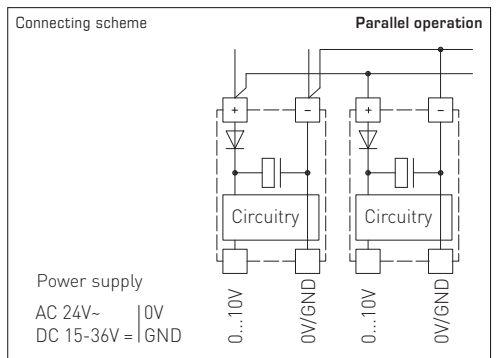 Connecting scheme
Parallel operation
+
−
+
−
Circuitry
Circuitry
Power supply
AC 24V~ | 0V
DC 15-36V = | GND
0...10V
0V/GND
0...10V
0V/GND